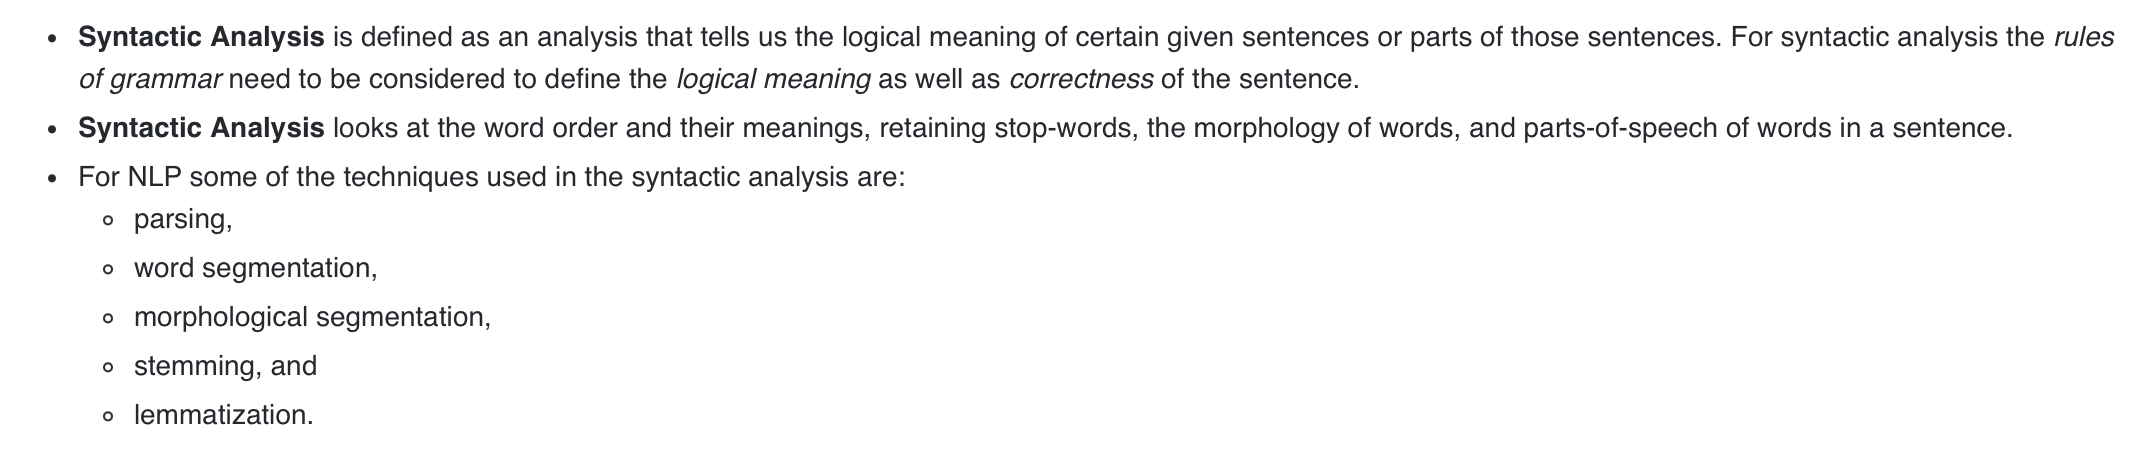 • Syntactic Analysis is defined as an analysis that tells us the logical meaning of certain given sentences or parts of those sentences. For syntactic analysis the rules
of grammar need to be considered to define the logical meaning as well as correctness of the sentence.
• Syntactic Analysis looks at the word order and their meanings, retaining stop-words, the morphology of words, and parts-of-speech of words in a sentence.
• For NLP some of the techniques used in the syntactic analysis are:
◦ parsing,
◦ word segmentation,
◦ morphological segmentation,
◦ stemming, and
◦ lemmatization.